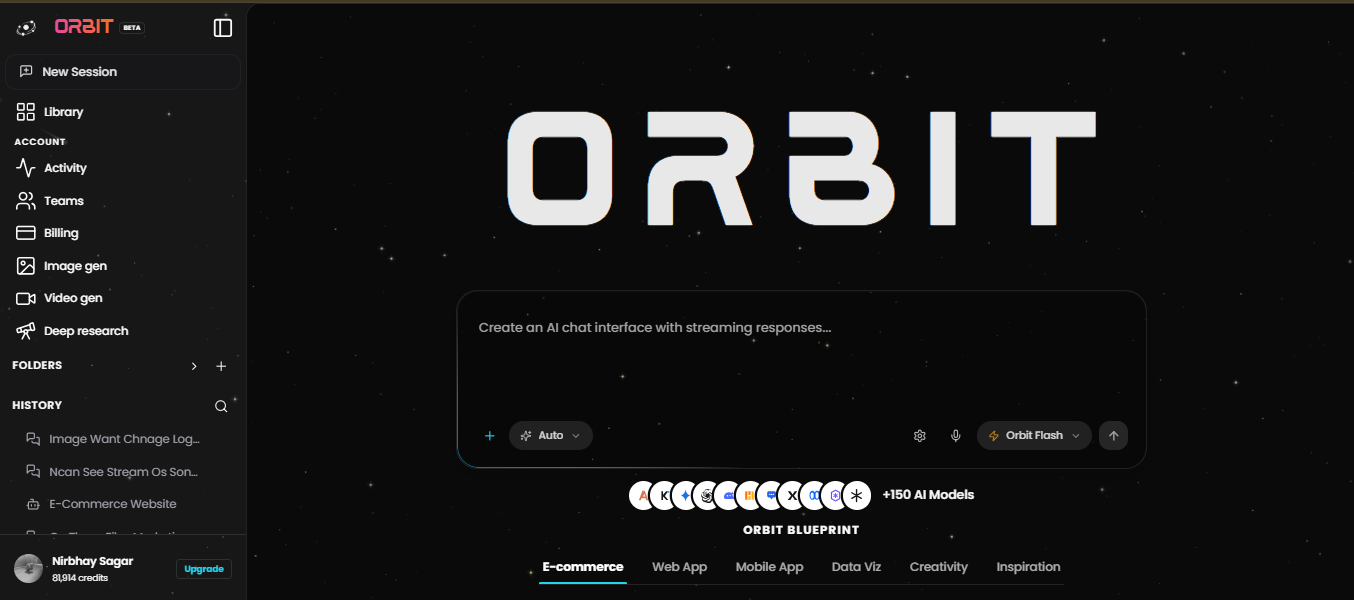 ORBIT BETA
New Session
Library
ACCOUNT
Activity
Teams
Billing
Image gen
Video gen
Deep research
FOLDERS
HISTORY
Image Want Chnage Log...
Ncan See Stream Os Son...
E-Commerce Website
Nirbhay Sagar
81,914 credits
Upgrade
ORBIT
Create an AI chat interface with streaming responses...
Auto
Orbit Flash
+150 AI Models
ORBIT BLUEPRINT
E-commerce Web App Mobile App Data Viz Creativity Inspiration